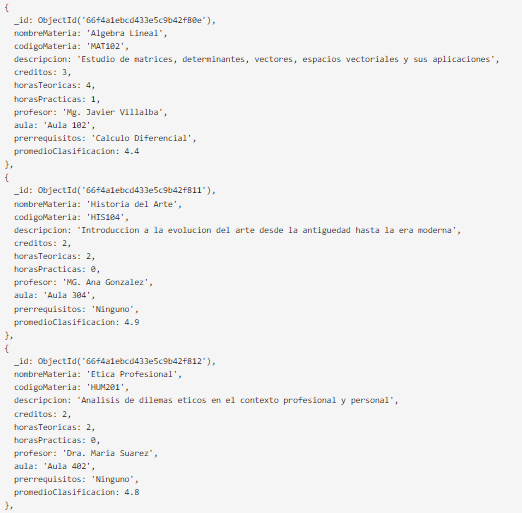 {
_id: ObjectId('66f4a1ebcd433e5c9b42f80e'),
nombreMateria: 'Algebra Lineal',
codigoMateria: 'MAT102',
descripcion: 'Estudio de matrices, determinantes, vectores, espacios vectoriales y sus aplicaciones',
creditos: 3,
horasTeoricas: 4,
horasPracticas: 1,
profesor: 'Mg. Javier Villalba',
aula: 'Aula 102',
prerrequisitos: 'Calculo Diferencial',
promedioClasificacion: 4.4
},
{
_id: ObjectId('66f4a1ebcd433e5c9b42f811'),
nombreMateria: 'Historia del Arte',
codigoMateria: 'HIS104',
descripcion: 'Introduccion a la evolucion del arte desde la antiguedad hasta la era moderna',
creditos: 2,
horasTeoricas: 2,
horasPracticas: 0,
profesor: 'MG. Ana Gonzalez',
aula: 'Aula 304',
prerrequisitos: 'Ninguno',
promedioClasificacion: 4.9
},
{
_id: ObjectId('66f4a1ebcd433e5c9b42f812'),
nombreMateria: 'Etica Profesional',
codigoMateria: 'HUM201',
descripcion: 'Analisis de dilemas eticos en el contexto profesional y personal',
creditos: 2,
horasTeoricas: 2,
horasPracticas: 0,
profesor: 'Dra. Maria Suarez',
aula: 'Aula 402',
prerrequisitos: 'Ninguno',
promedioClasificacion: 4.8
},